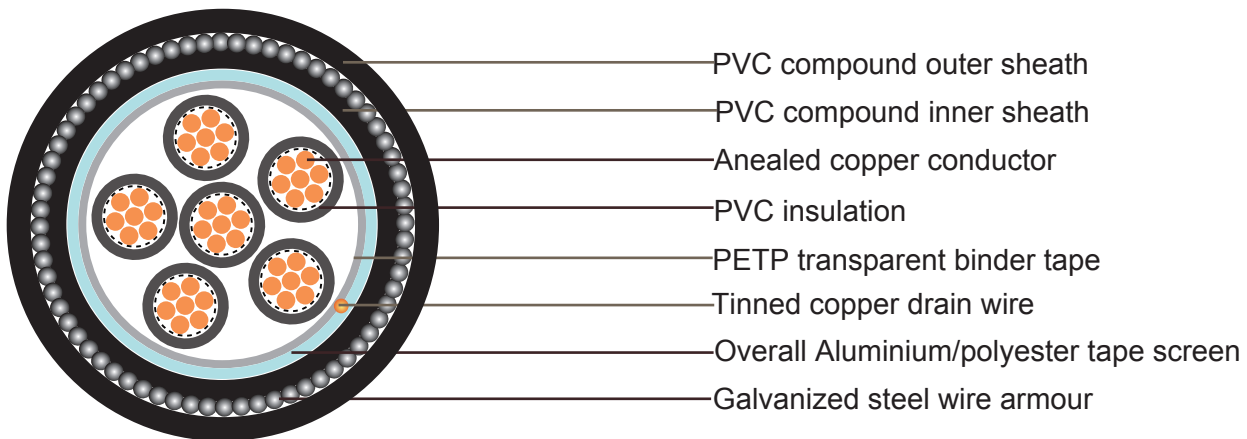 PVC compound outer sheath
PVC compound inner sheath
Anealed copper conductor
PVC insulation
PETP transparent binder tape
Tinned copper drain wire
Overall Aluminium/polyester tape screen
Galvanized steel wire armour